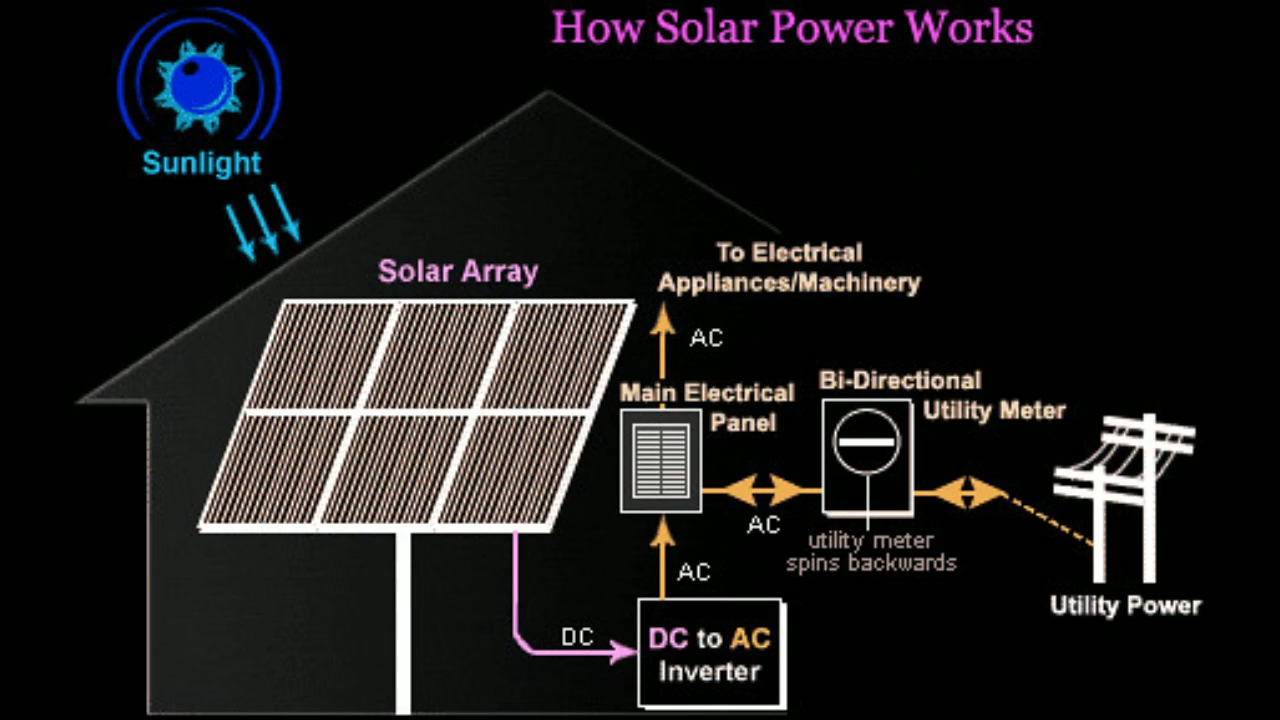 How Solar Power Works
Sunlight
To Electrical
Appliances/Machinery
Solar Array
AC
Main Electrical
Panel
Bi-Directional
Utility Meter
AC
utility meter
spins backwards
AC
Utility Power
DC
DC to AC
Inverter